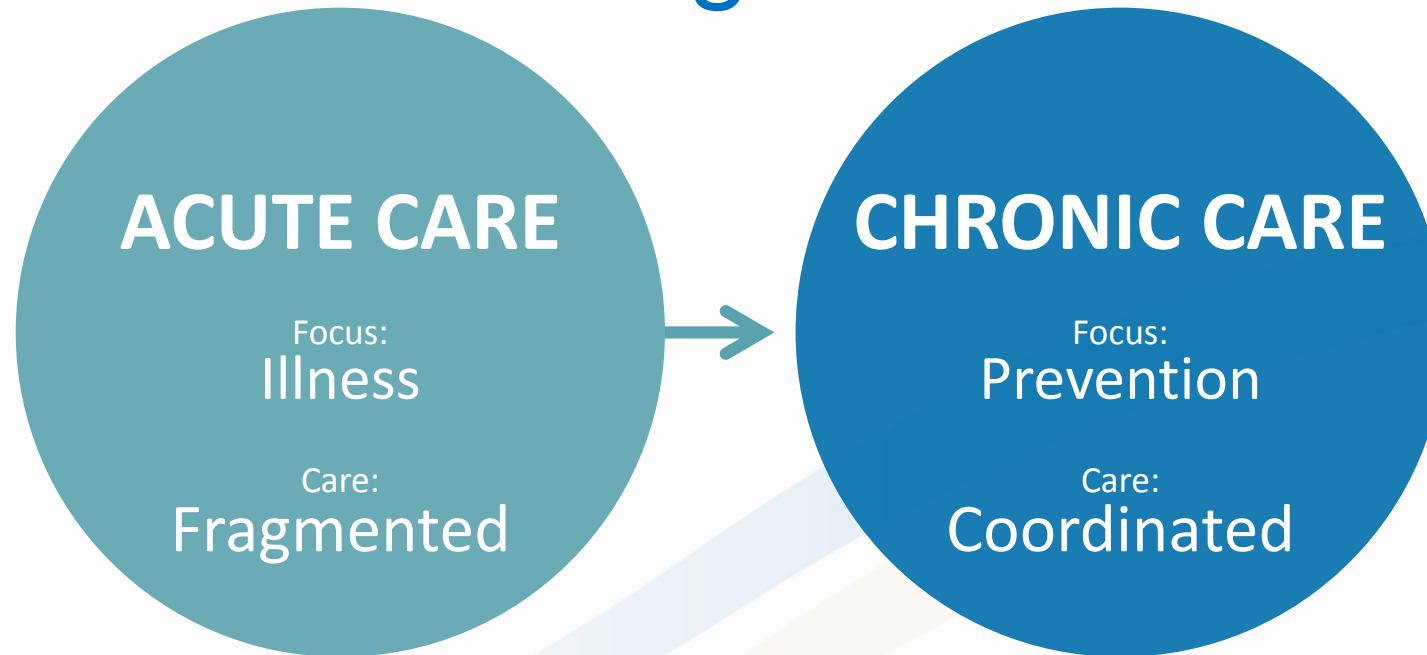 ACUTE CARE
Focus:
Illness
Care:
Fragmented
CHRONIC CARE
Focus:
Prevention
Care:
Coordinated